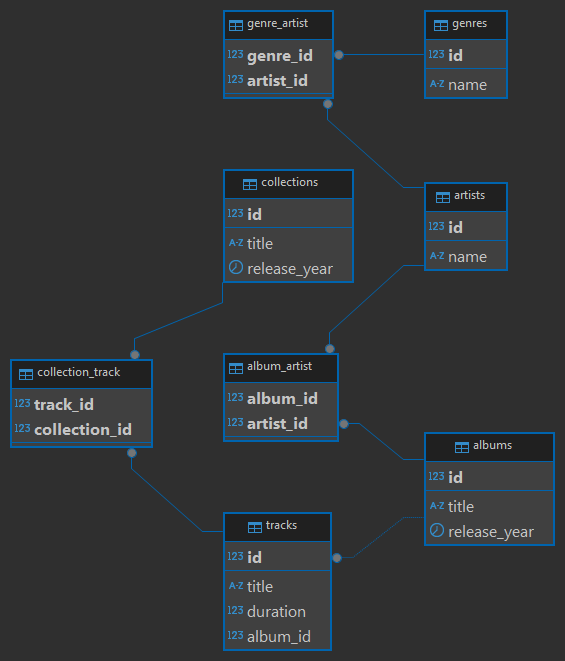 genre_artist
123 genre_id
123 artist_id
genres
123 id
A-Z name
collections
123 id
A-Z title
release_year
artists
123 id
A-Z name
collection_track
123 track_id
123 collection_id
album_artist
123 album_id
123 artist_id
albums
123 id
A-Z title
release_year
tracks
123 id
A-Z title
123 duration
123 album_id